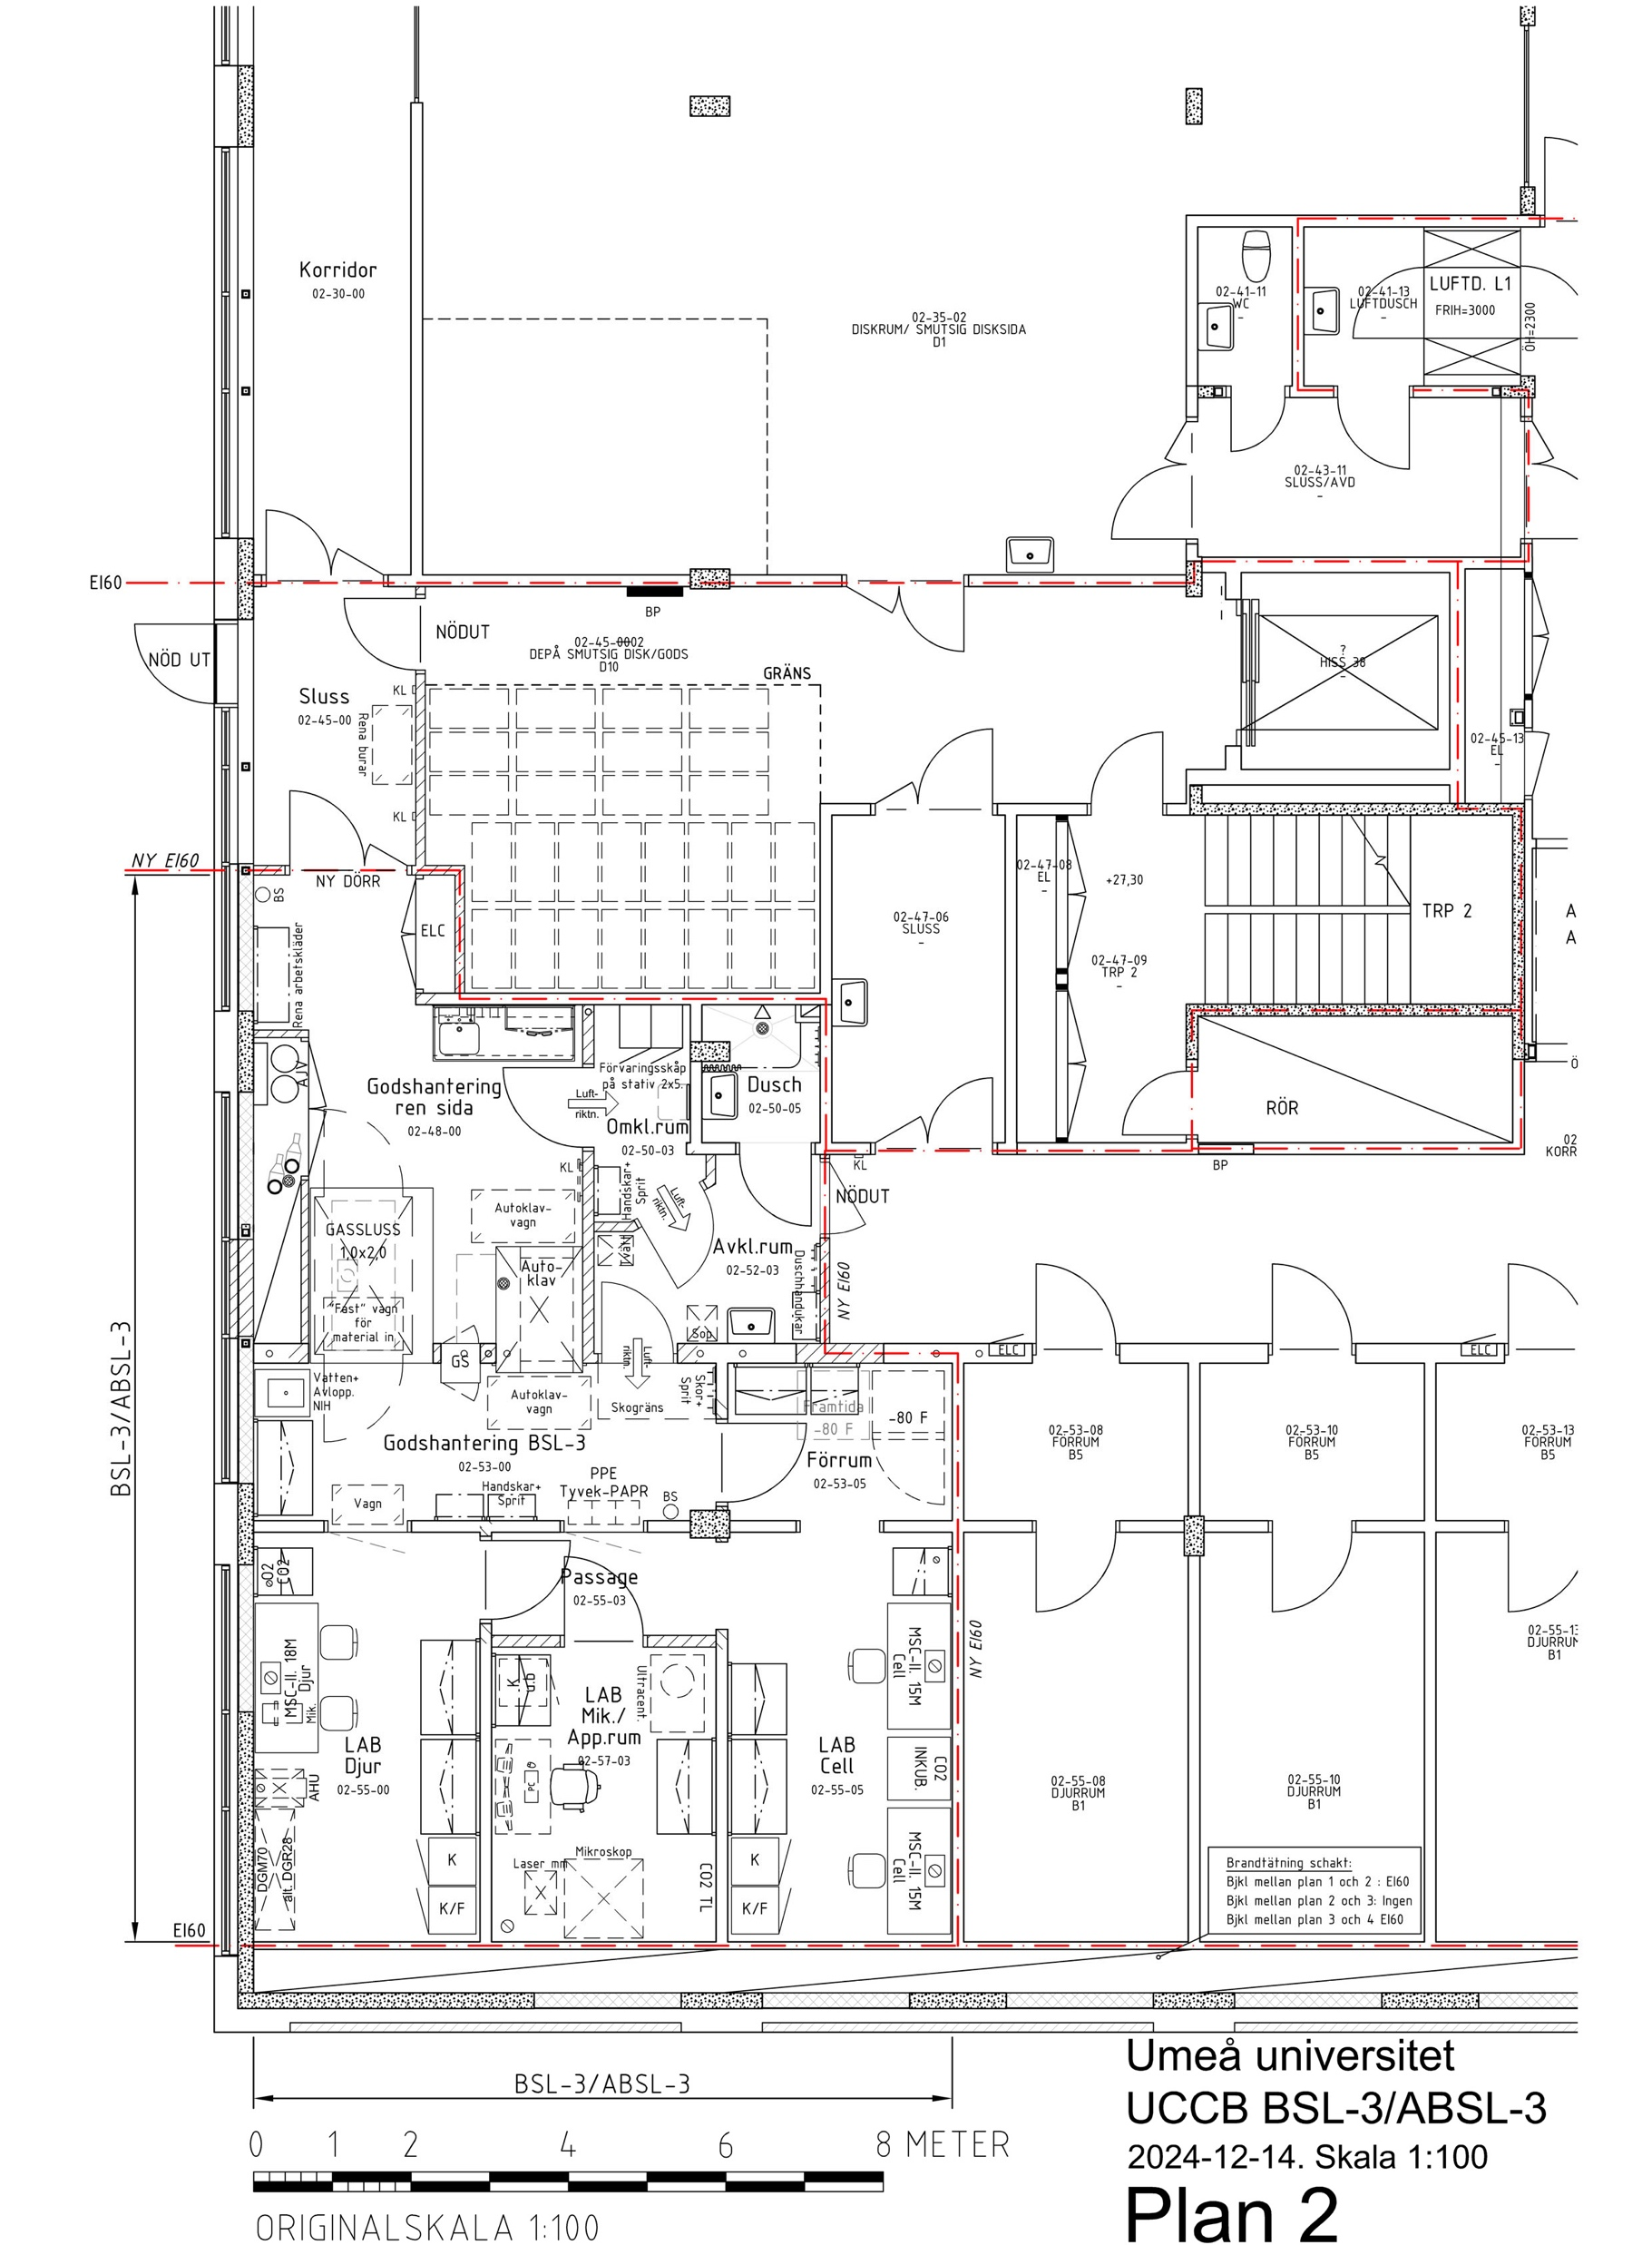 Korridor
02-30-00
02-35-02
DISKRUM/ SMUTSIG DISKSIDA
D1
02-41-11
WC
-
02-41-13
LUFTDUSCH
-
LUFTD. L1
FRIH=3000
ÖH=2300
02-43-11
SLUSS/AVD
-
EI60
NÖD UT
NÖDUT
BP
02-45-0002
DEPÅ SMUTSIG DISK/GODS
D10
GRÄNS
?
HISS 38
-
02-45-13
EL
-
Sluss
02-45-00
KL
Rena burar
KL
NY EI60
NY DÖRR
BS
ELC
Rena arbetskläder
02-47-06
SLUSS
-
02-47-08
EL
-
+27,30
02-47-09
TRP 2
-
TRP 2
A
A
Ö
AJV
Godshantering
ren sida
02-48-00
Förvaringsskåp
på stativ 2x5.
Luft-
riktn.
Omkl.rum
02-50-03
Dusch
02-50-05
RÖR
02
KORR
BP
KL
NÖDUT
KL
Handskar+
Sprit
Luft-
riktn.
Autoklav-
vagn
GASSLUSS
1,0x2,0
Auto-
klav
Avkl.rum
02-52-03
Duschhandukar
NY EI60
"Fast" vagn
för
material in
Sop
GS
Luft-
riktn.
ELC
ELC
Vatten+
Avlopp.
NIH
Autoklav-
vagn
Skogräns
Skor+
Sprit
Framtida
-80 F
-80 F
Godshantering BSL-3
02-53-00
Förrum
02-53-05
02-53-08
FÖRRUM
B5
02-53-10
FÖRRUM
B5
02-53-13
FÖRRUM
B5
Vagn
Handskar+
Sprit
PPE
Tyvek-PAPR
BS
BSL-3/ABSL-3
O2
CO2
Passage
02-55-03
MSC-II. 18M
Djur
Mik.
K
u.b
LAB
Mik./
App.rum
02-57-03
Ultracent.
MSC-II. 15M
Cell
NY EI60
02-55-13
DJURRUM
B1
LAB
Djur
02-55-00
AHU
PC
LAB
Cell
02-55-05
CO2
INKUB.
02-55-08
DJURRUM
B1
02-55-10
DJURRUM
B1
DGM70
alt. DGR28
K
K/F
Laser mm
Mikroskop
CO2 TL
K
K/F
MSC-II. 15M
Cell
Brandtätning schakt:
Bjkl mellan plan 1 och 2 : EI60
Bjkl mellan plan 2 och 3: Ingen
Bjkl mellan plan 3 och 4 EI60
EI60
BSL-3/ABSL-3
Umeå universitet
UCCB BSL-3/ABSL-3
2024-12-14. Skala 1:100
Plan 2
0 1 2 4 6 8 METER
ORIGINALSKALA 1:100